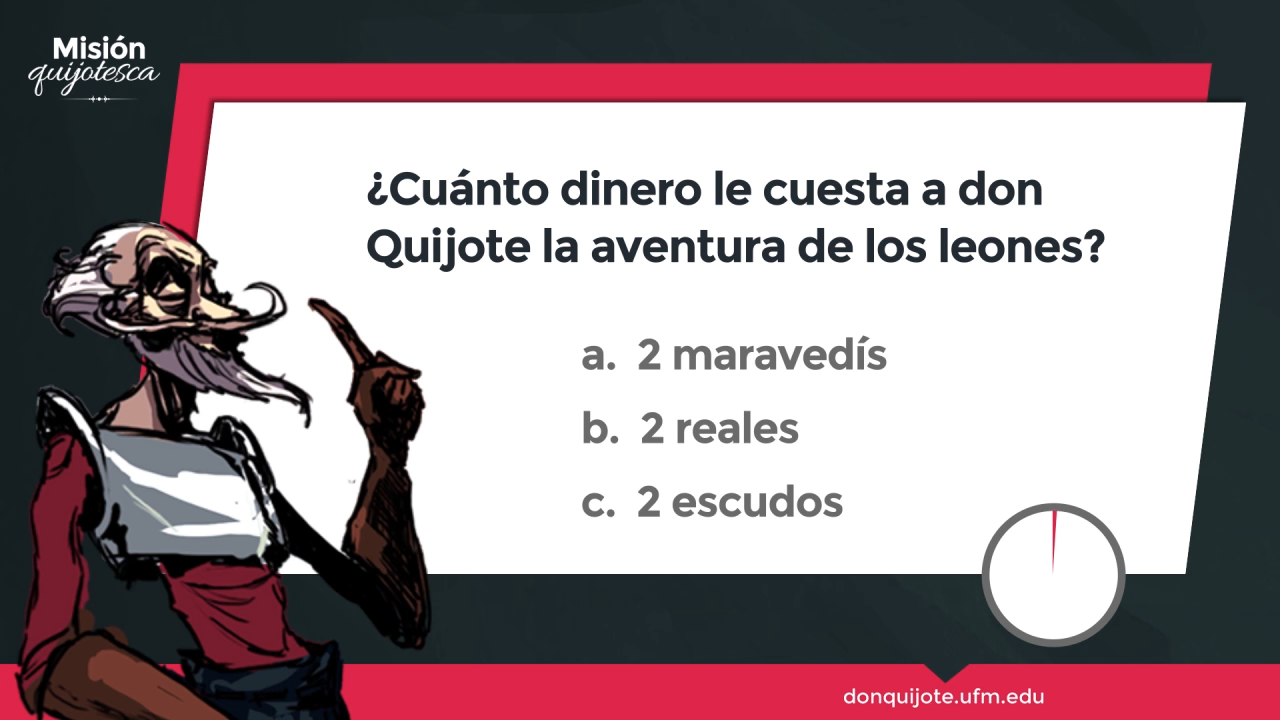 Misión
quijotesca
¿Cuánto dinero le cuesta a don
Quijote la aventura de los leones?
a. 2 maravedís
b. 2 reales
c. 2 escudos
donquijote.ufm.edu